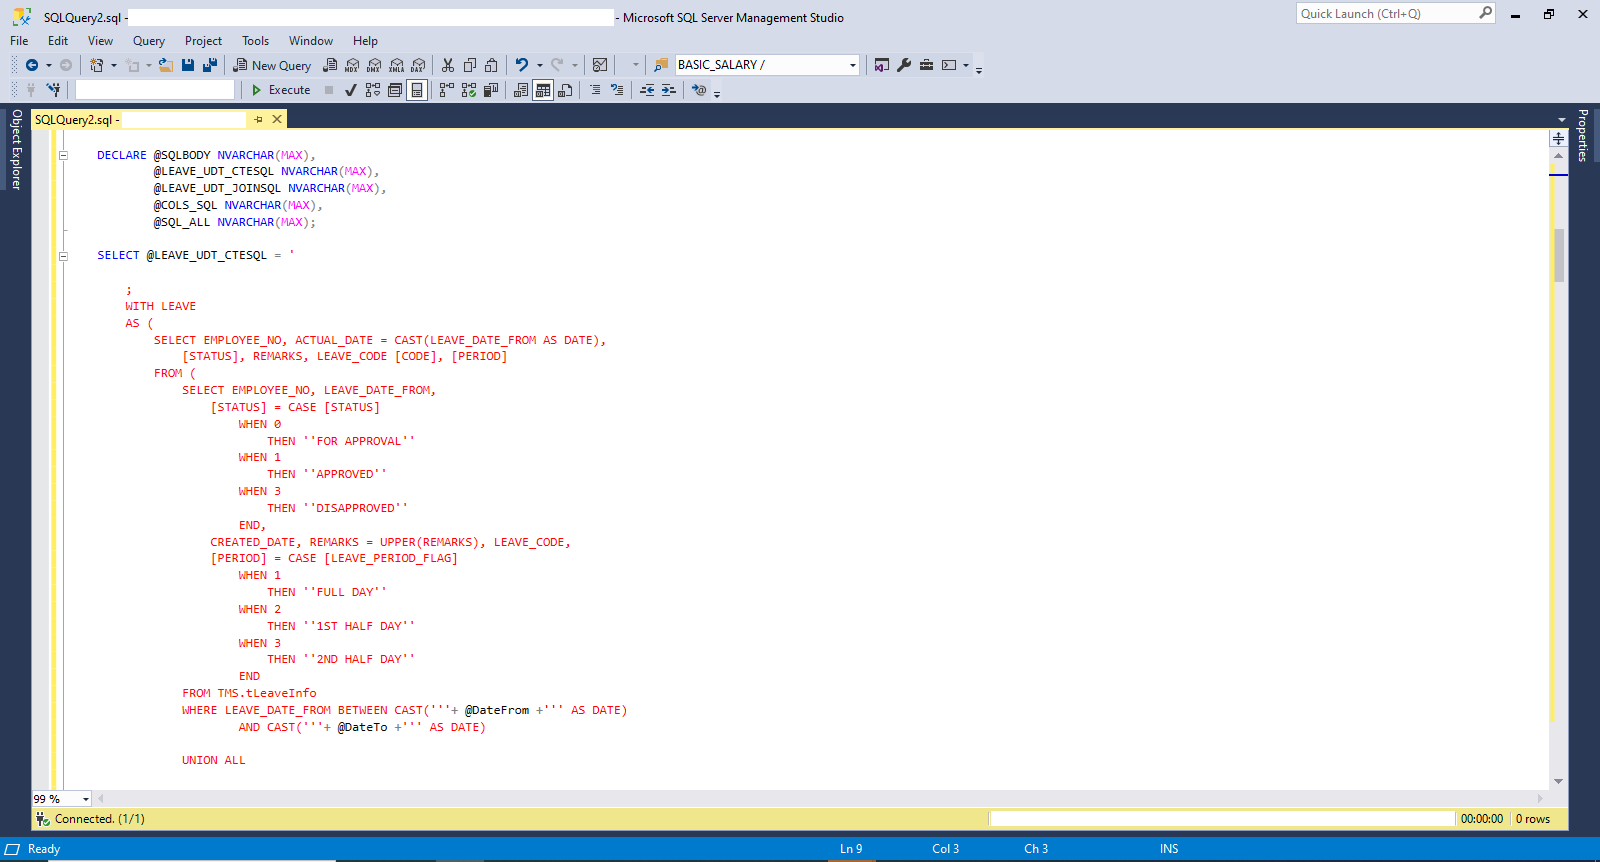 SQLQuery2.sql - - Microsoft SQL Server Management Studio
Quick Launch (Ctrl+Q)
File Edit View Query Project Tools Window Help
New Query MDX DMX XMLA DAX BASIC_SALARY /
Execute
Object Explorer
SQLQuery2.sql -
Properties
DECLARE @SQLBODY NVARCHAR(MAX),
@LEAVE_UDT_CTESQL NVARCHAR(MAX),
@LEAVE_UDT_JOINSQL NVARCHAR(MAX),
@COLS_SQL NVARCHAR(MAX),
@SQL_ALL NVARCHAR(MAX);
SELECT @LEAVE_UDT_CTESQL = '
;
WITH LEAVE
AS (
SELECT EMPLOYEE_NO, ACTUAL_DATE = CAST(LEAVE_DATE_FROM AS DATE),
[STATUS], REMARKS, LEAVE_CODE [CODE], [PERIOD]
FROM (
SELECT EMPLOYEE_NO, LEAVE_DATE_FROM,
[STATUS] = CASE [STATUS]
WHEN 0
THEN ''FOR APPROVAL''
WHEN 1
THEN ''APPROVED''
WHEN 3
THEN ''DISAPPROVED''
END,
CREATED_DATE, REMARKS = UPPER(REMARKS), LEAVE_CODE,
[PERIOD] = CASE [LEAVE_PERIOD_FLAG]
WHEN 1
THEN ''FULL DAY''
WHEN 2
THEN ''1ST HALF DAY''
WHEN 3
THEN ''2ND HALF DAY''
END
FROM TMS.tLeaveInfo
WHERE LEAVE_DATE_FROM BETWEEN CAST('''+ @DateFrom +''' AS DATE)
AND CAST('''+ @DateTo +''' AS DATE)
UNION ALL
99 %
Connected. (1/1) 00:00:00 0 rows
Ready Ln 9 Col 3 Ch 3 INS